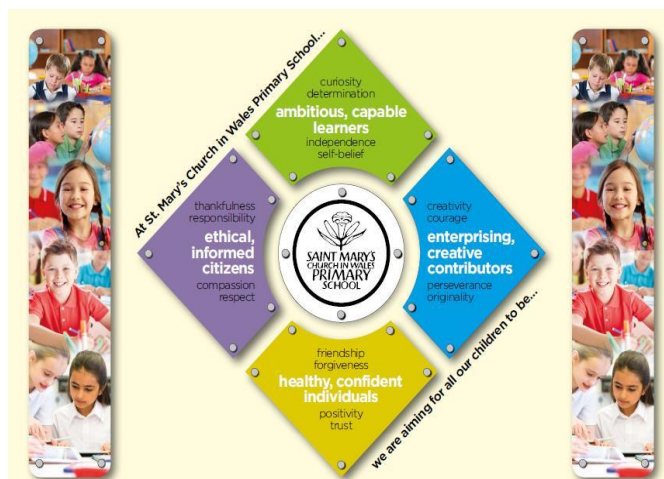 At St. Mary's Church in Wales Primary School...
curiosity
determination
ambitious, capable
learners
independence
self-belief
thankfulness
responsilbility
ethical,
informed
citizens
compassion
respect
SAINT MARY'S
CHURCH IN WALES
PRIMARY
SCHOOL
creativity
courage
enterprising,
creative
contributors
perseverance
originality
friendship
forgiveness
healthy, confident
individuals
positivity
trust
we are aiming for all our children to be...